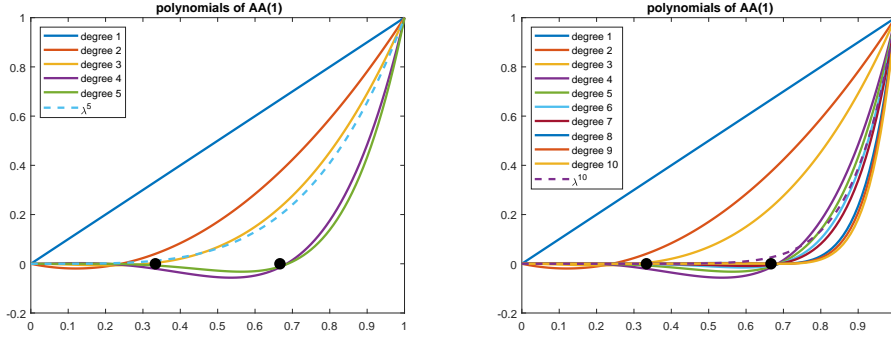 polynomials of AA(1)
1
0.8
0.6
0.4
0.2
0
-0.2
degree 1
degree 2
degree 3
degree 4
degree 5
λ^5
0 0.1 0.2 0.3 0.4 0.5 0.6 0.7 0.8 0.9 1
polynomials of AA(1)
1
0.8
0.6
0.4
0.2
0
-0.2
degree 1
degree 2
degree 3
degree 4
degree 5
degree 6
degree 7
degree 8
degree 9
degree 10
λ^10
0 0.1 0.2 0.3 0.4 0.5 0.6 0.7 0.8 0.9